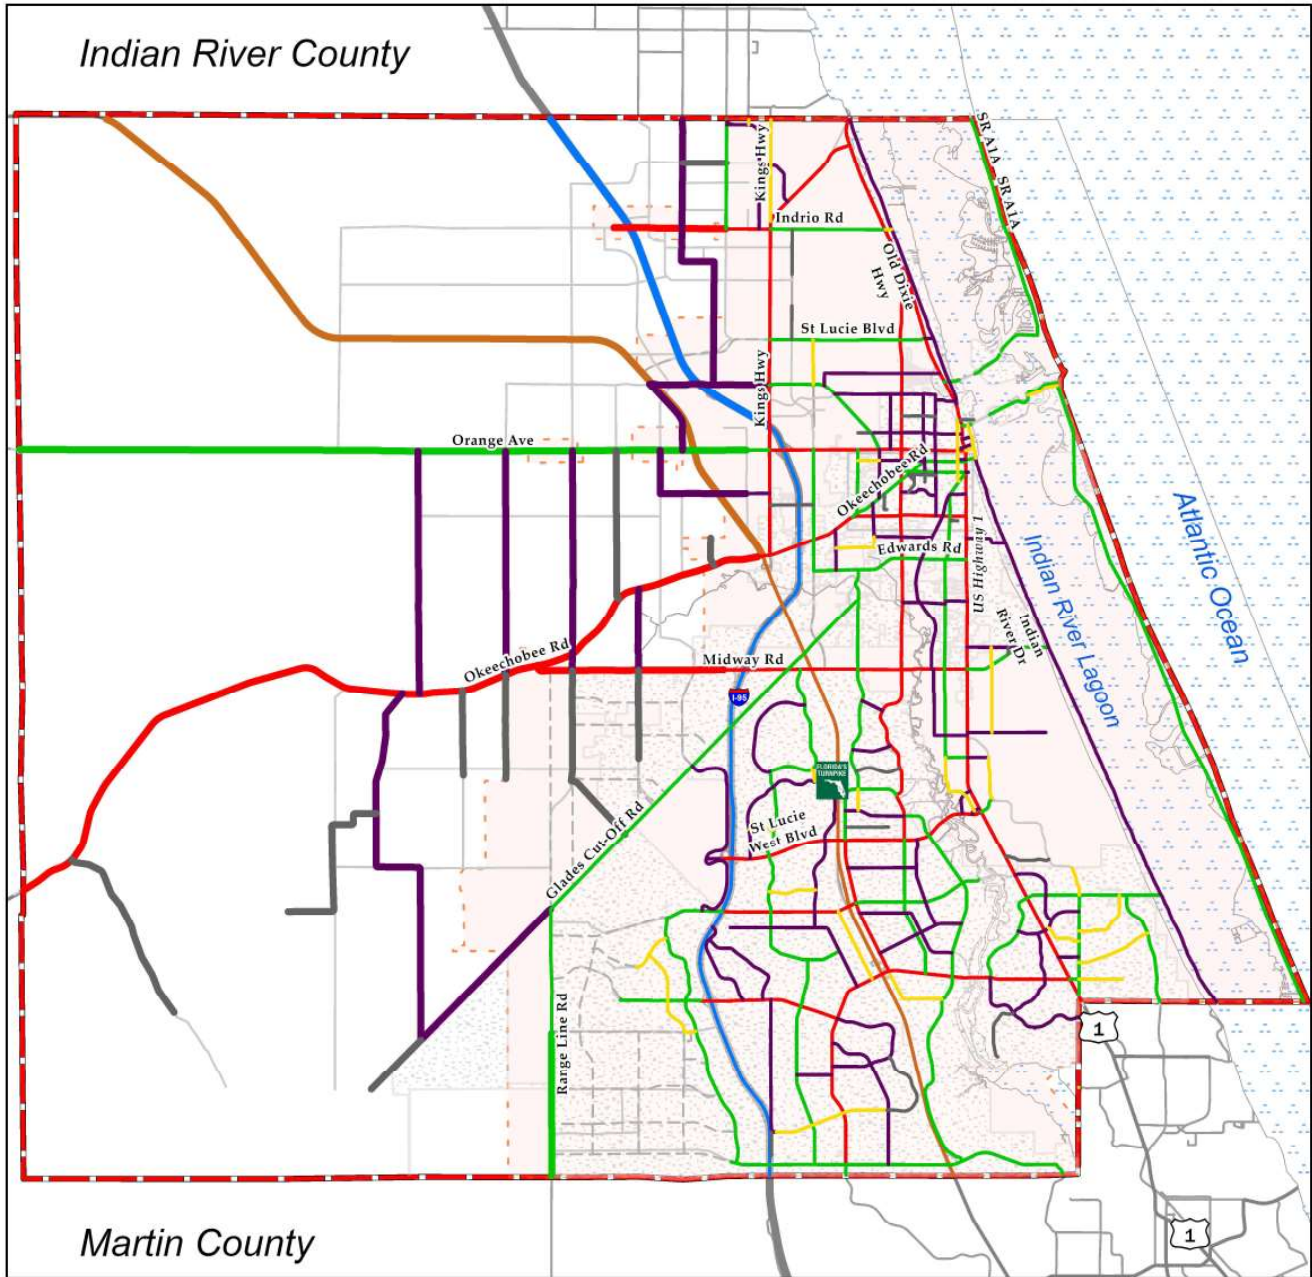 Indian River County
Kings Hwy
SR A1A
SR A1A
Indrio Rd
Old Dixie
Hwy
St Lucie Blvd
Kings Hwy
Orange Ave
Okeechobee Rd
Atlantic Ocean
US Highway 1
Edwards Rd
Indian River Lagoon
Indian
River Dr
Okeechobee Rd
Midway Rd
I-95
FLORIDA'S
TURNPIKE
St Lucie
West Blvd
Glades Cut-Off Rd
Range Line Rd
1
1
Martin County